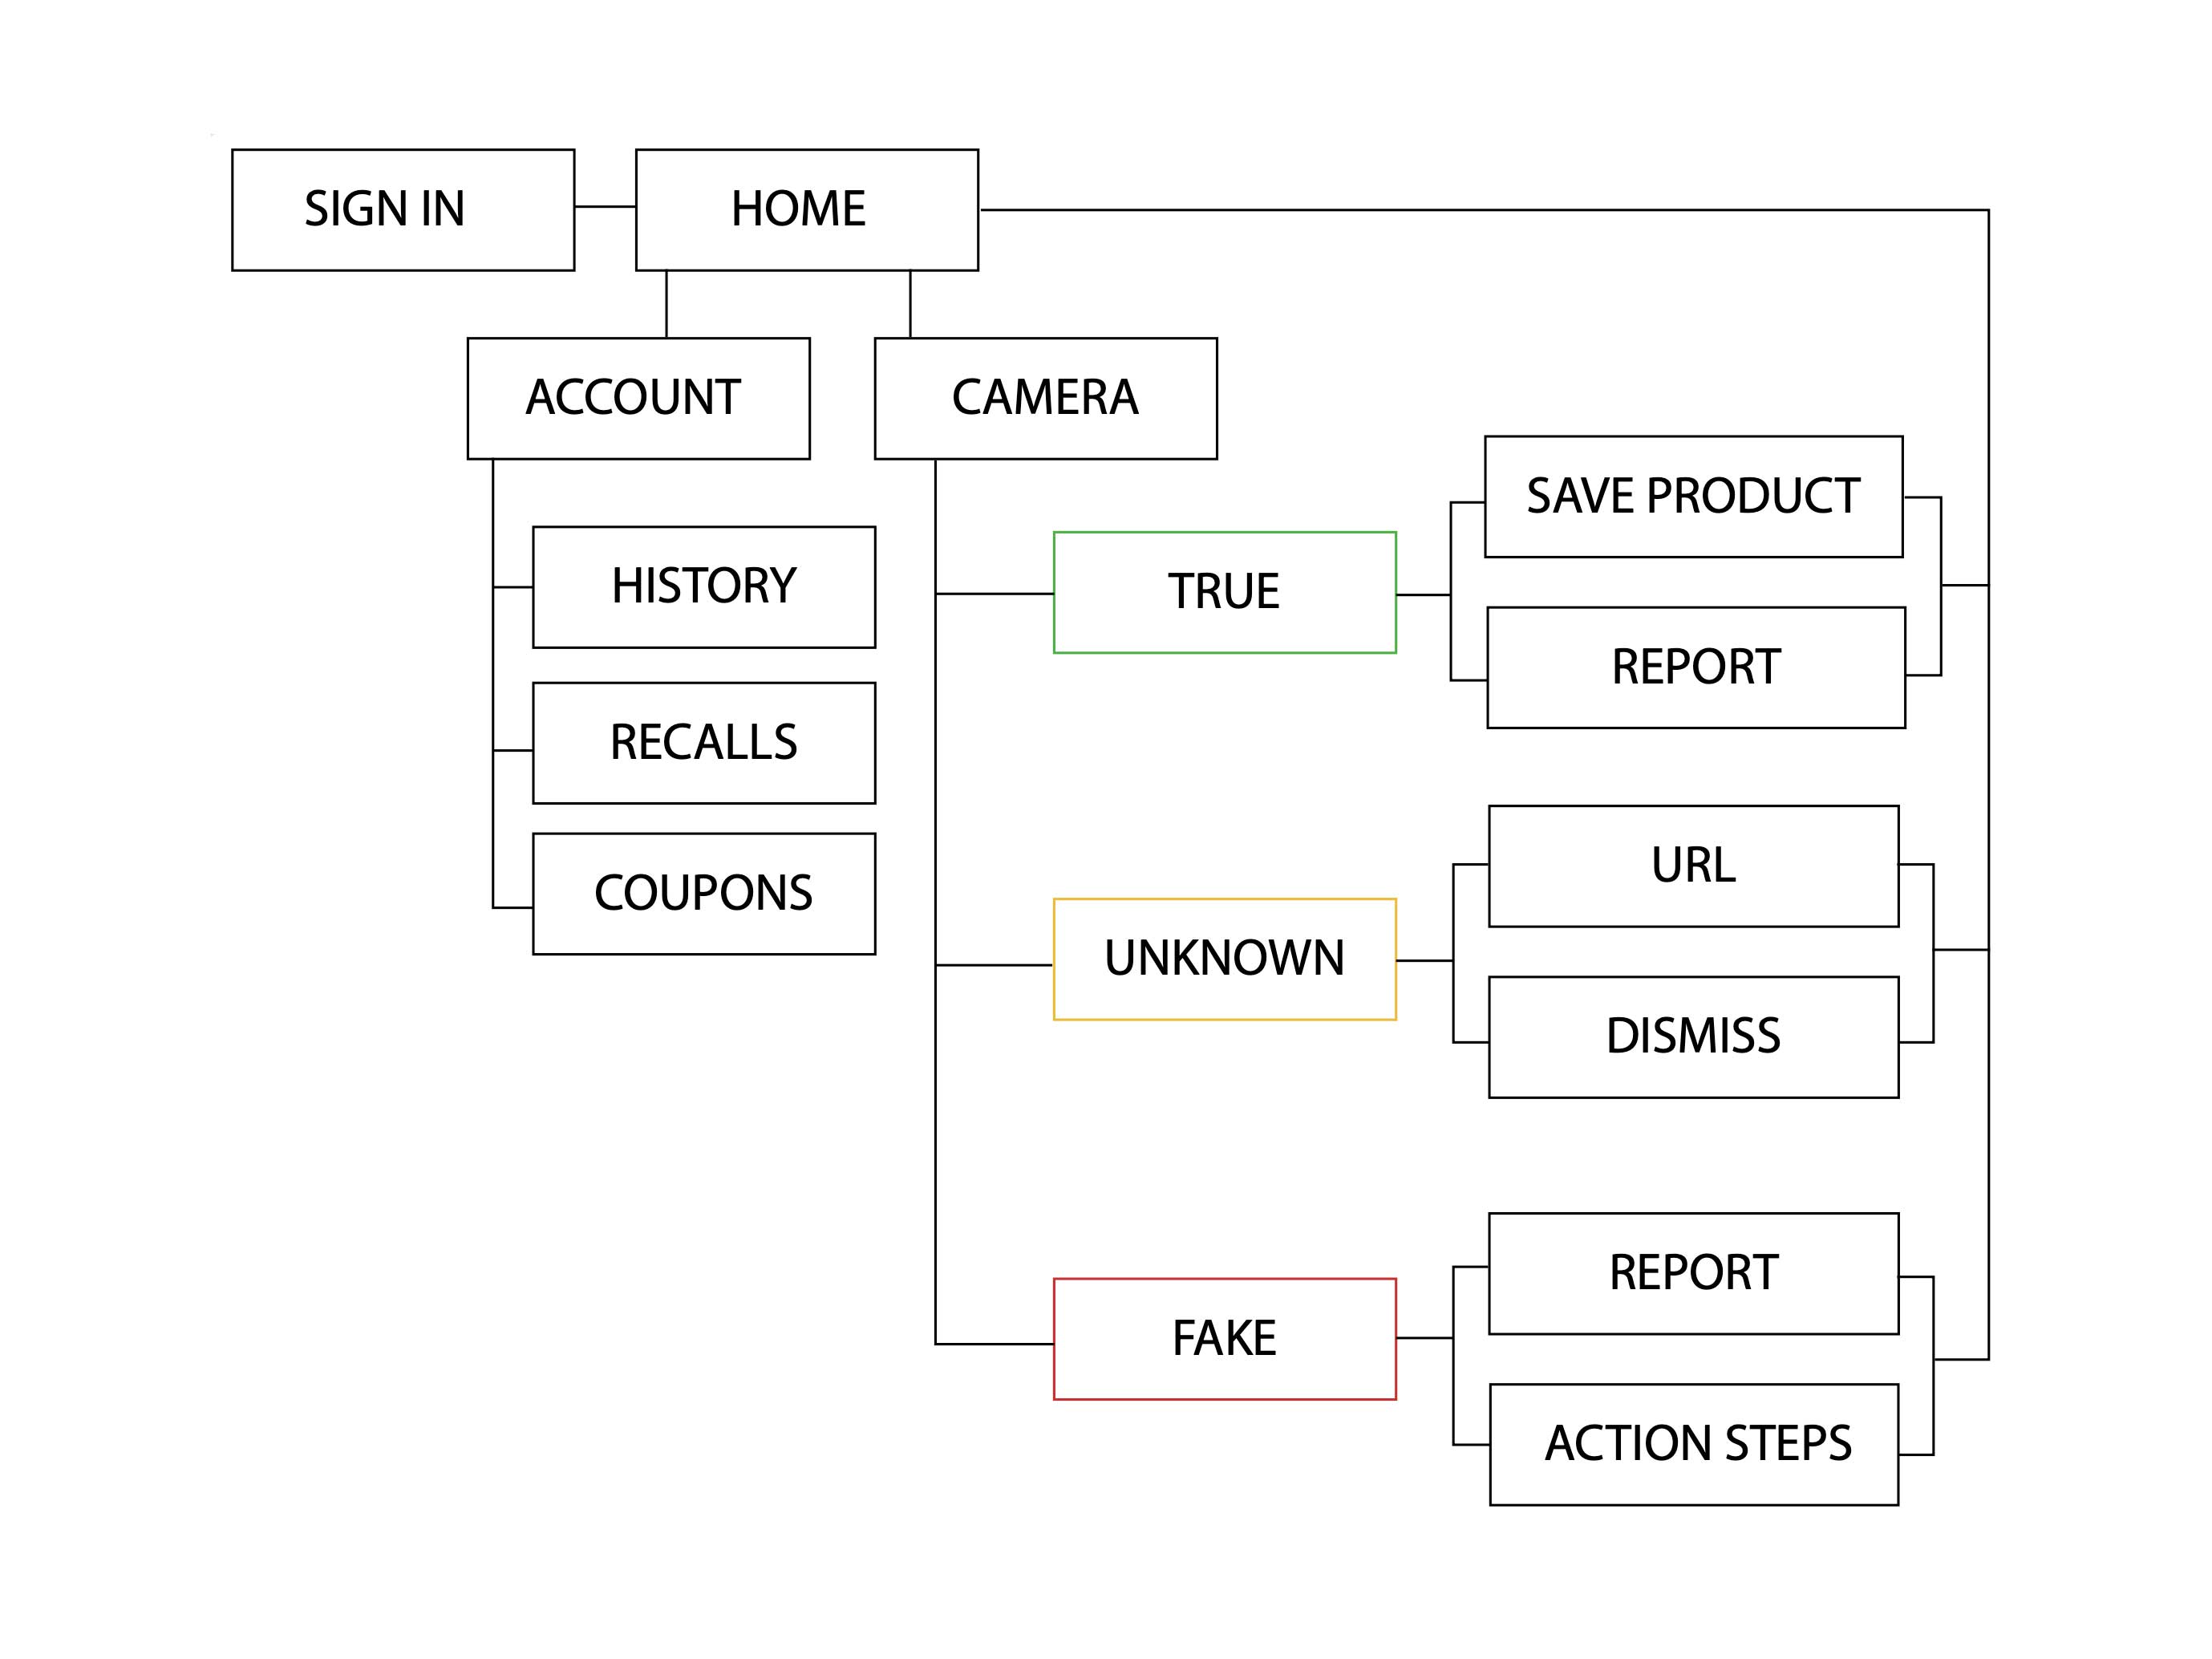 SIGN IN
HOME
ACCOUNT
CAMERA
HISTORY
RECALLS
COUPONS
TRUE
SAVE PRODUCT
REPORT
UNKNOWN
URL
DISMISS
FAKE
REPORT
ACTION STEPS